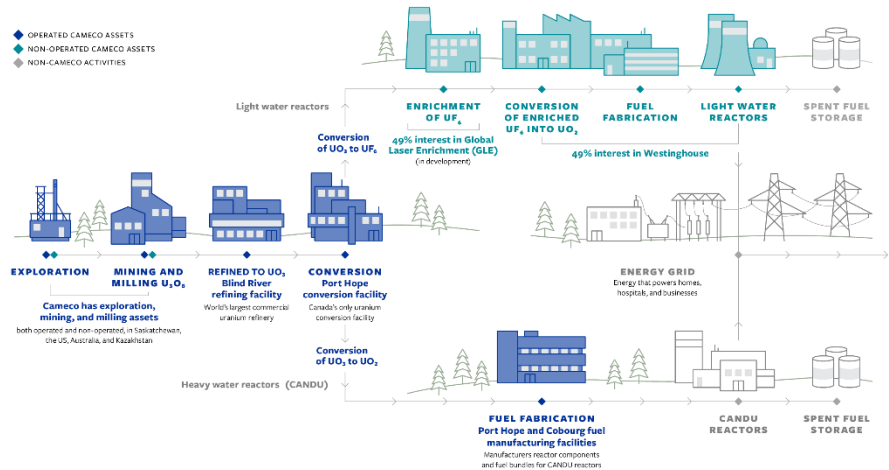 OPERATED CAMECO ASSETS
NON-OPERATED CAMECO ASSETS
NON-CAMECO ACTIVITIES
Light water reactors
Conversion
of UO₃ to UF₆
ENRICHMENT
OF UF₆
49% interest in Global
Laser Enrichment (GLE)
(in development)
CONVERSION
OF ENRICHED
UF₆ INTO UO₂
FUEL
FABRICATION
LIGHT WATER
REACTORS
49% interest in Westinghouse
SPENT FUEL
STORAGE
EXPLORATION
MINING AND
MILLING U₃O₈
Cameco has exploration,
mining, and milling assets
both operated and non-operated, in Saskatchewan,
the US, Australia, and Kazakhstan
REFINED TO UO₃
Blind River
refining facility
World's largest commercial
uranium refinery
CONVERSION
Port Hope
conversion facility
Canada's only uranium
conversion facility
ENERGY GRID
Energy that powers homes,
hospitals, and businesses
Conversion
of UO₃ to UO₂
Heavy water reactors (CANDU)
FUEL FABRICATION
Port Hope and Cobourg fuel
manufacturing facilities
Manufacturers reactor components
and fuel bundles for CANDU reactors
CANDU
REACTORS
SPENT FUEL
STORAGE